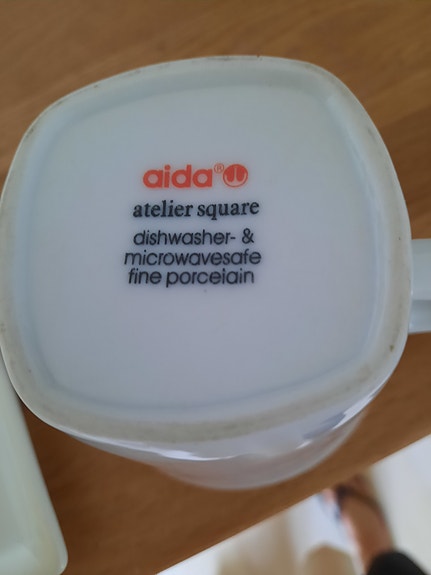 aida®
atelier square
dishwasher- &
microwavesafe
fine porcelain